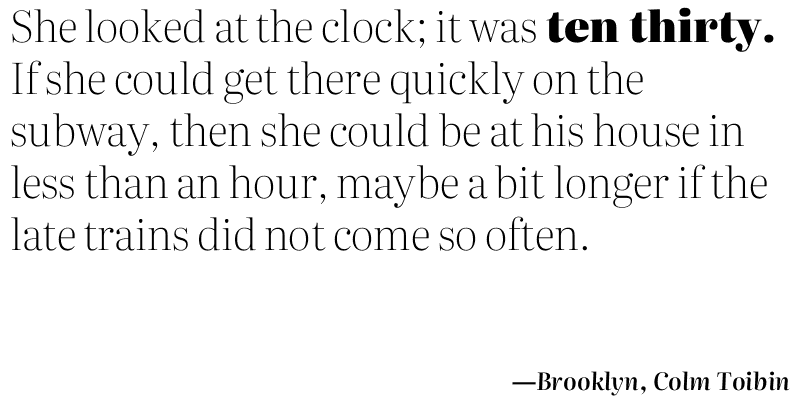 She looked at the clock; it was ten thirty.
If she could get there quickly on the
subway, then she could be at his house in
less than an hour, maybe a bit longer if the
late trains did not come so often.
—Brooklyn, Colm Toibin